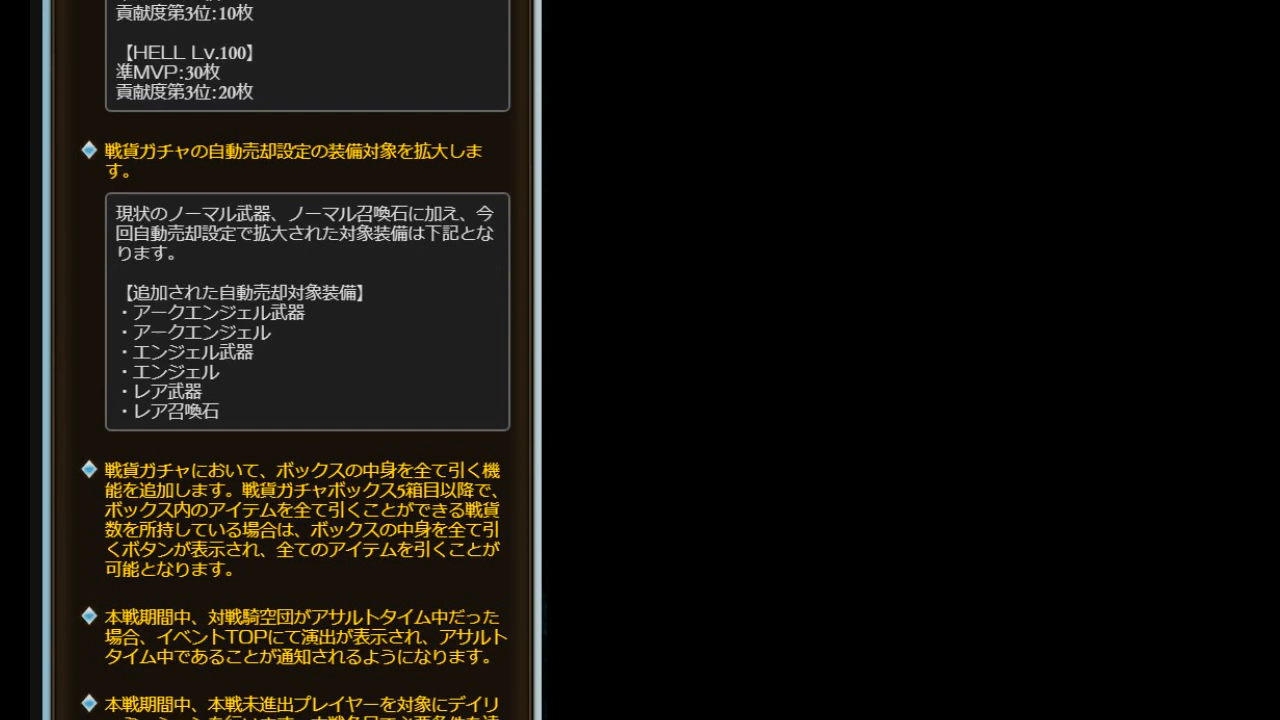 貢献度第3位:10枚
【HELL Lv.100】
準MVP:30枚
貢献度第3位:20枚
戦貨ガチャの自動売却設定の装備対象を拡大しま
す。
現状のノーマル武器、ノーマル召喚石に加え、今
回自動売却設定で拡大された対象装備は下記とな
ります。
【追加された自動売却対象装備】
・アークエンジェル武器
・アークエンジェル
・エンジェル武器
・エンジェル
・レア武器
・レア召喚石
戦貨ガチャにおいて、ボックスの中身を全て引く機
能を追加します。戦貨ガチャボックス5箱目以降で、
ボックス内のアイテムを全て引くことができる戦貨
数を所持している場合は、ボックスの中身を全て引
くボタンが表示され、全てのアイテムを引くことが
可能となります。
本戦期間中、対戦騎空団がアサルトタイム中だった
場合、イベントTOPにて演出が表示され、アサルト
タイム中であることが通知されるようになります。
本戦期間中、本戦未進出プレイヤーを対象にデイリ